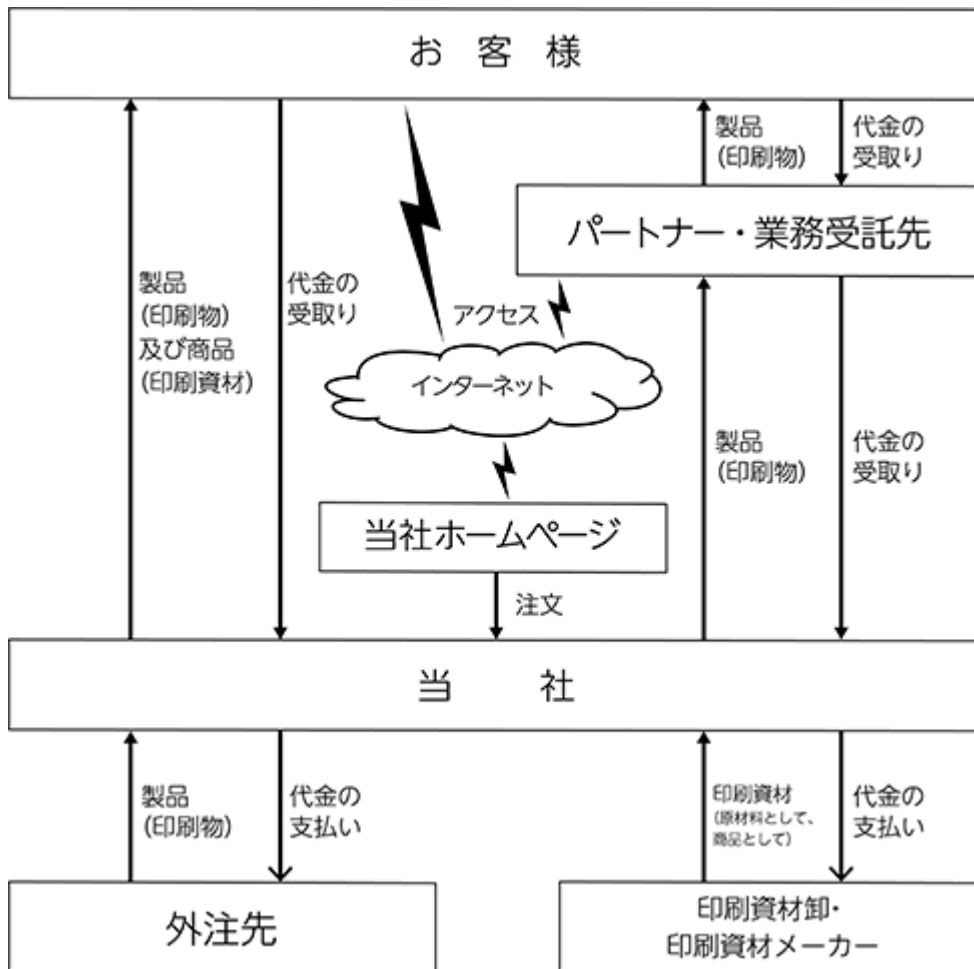 お客様
製品
(印刷物)
代金の
受取り
パートナー・業務受託先
製品
(印刷物)
及び商品
(印刷資材)
代金の
受取り
アクセス
インターネット
製品
(印刷物)
代金の
受取り
当社ホームページ
注文
当社
製品
(印刷物)
代金の
支払い
印刷資材
(原材料として、
商品として)
代金の
支払い
外注先
印刷資材卸・
印刷資材メーカー